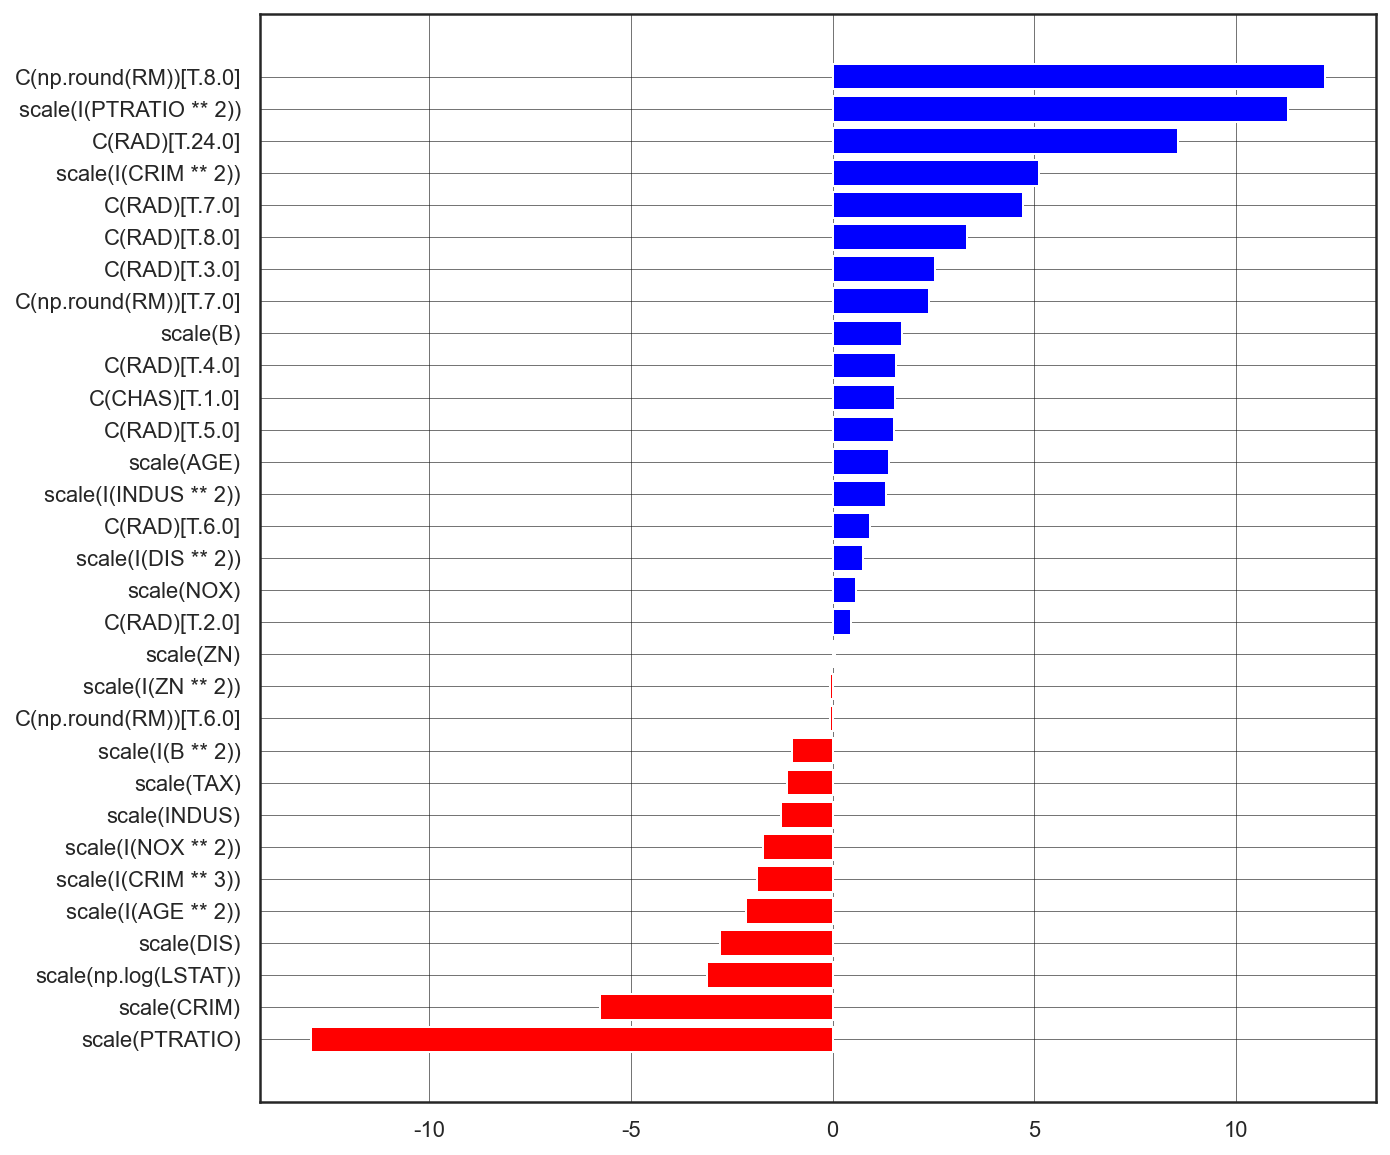 C(np.round(RM))[T.8.0]
scale(I(PTRATIO ** 2))
C(RAD)[T.24.0]
scale(I(CRIM ** 2))
C(RAD)[T.7.0]
C(RAD)[T.8.0]
C(RAD)[T.3.0]
C(np.round(RM))[T.7.0]
scale(B)
C(RAD)[T.4.0]
C(CHAS)[T.1.0]
C(RAD)[T.5.0]
scale(AGE)
scale(I(INDUS ** 2))
C(RAD)[T.6.0]
scale(I(DIS ** 2))
scale(NOX)
C(RAD)[T.2.0]
scale(ZN)
scale(I(ZN ** 2))
C(np.round(RM))[T.6.0]
scale(I(B ** 2))
scale(TAX)
scale(INDUS)
scale(I(NOX ** 2))
scale(I(CRIM ** 3))
scale(I(AGE ** 2))
scale(DIS)
scale(np.log(LSTAT))
scale(CRIM)
scale(PTRATIO)
-10 -5 0 5 10